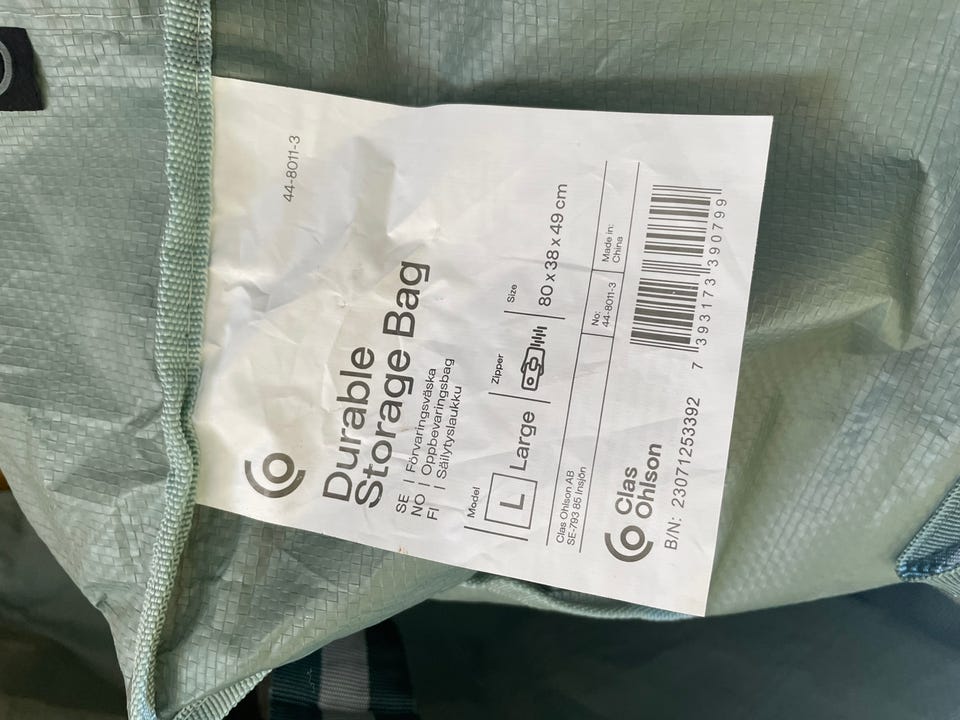 44-8011-3
Durable
Storage Bag
SE | Förvaringsväska
NO | Oppbevaringsbag
FI | Säilytyslaukku
Model
L Large
Zipper
Size
80 x 38 x 49 cm
Clas Ohlson AB
SE-793 85 Insjön
No:
44-8011-3
Made in:
China
Clas
Ohlson
B/N: 23071253392
7 393173 390799